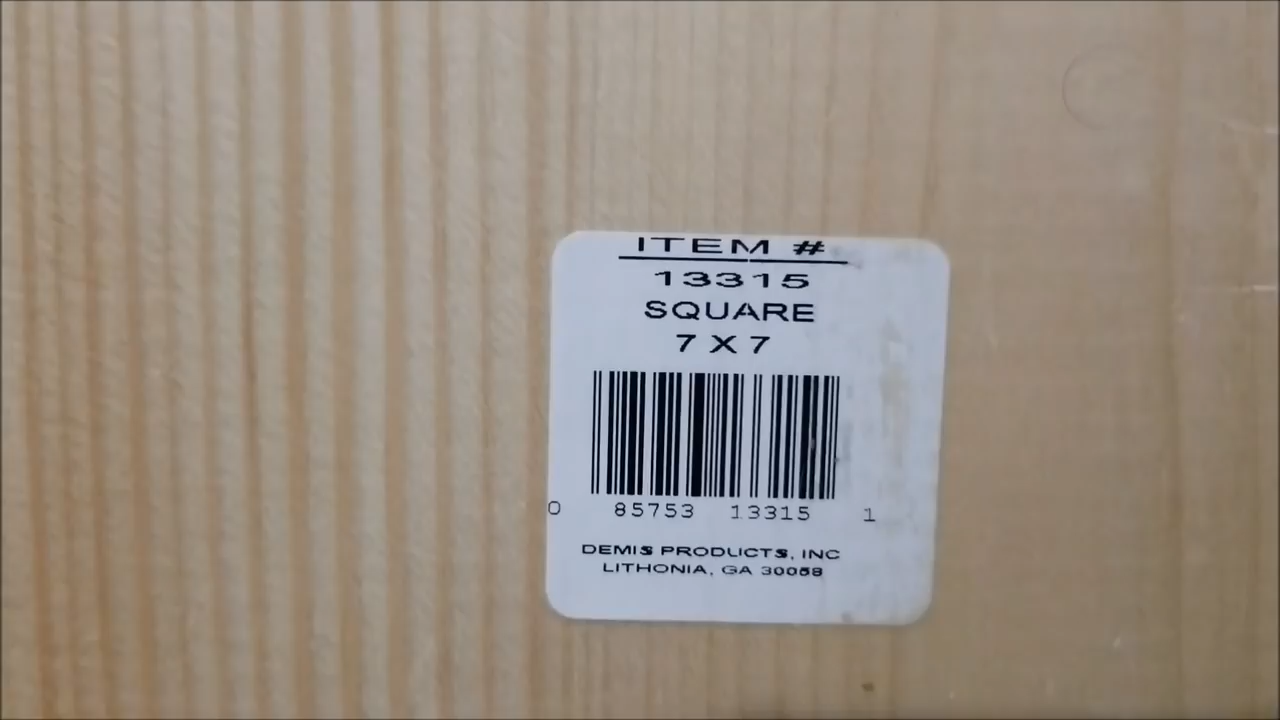 ITEM #
13315
SQUARE
7 X 7
0 85753 13315 1
DEMIS PRODUCTS, INC
LITHONIA, GA 30058